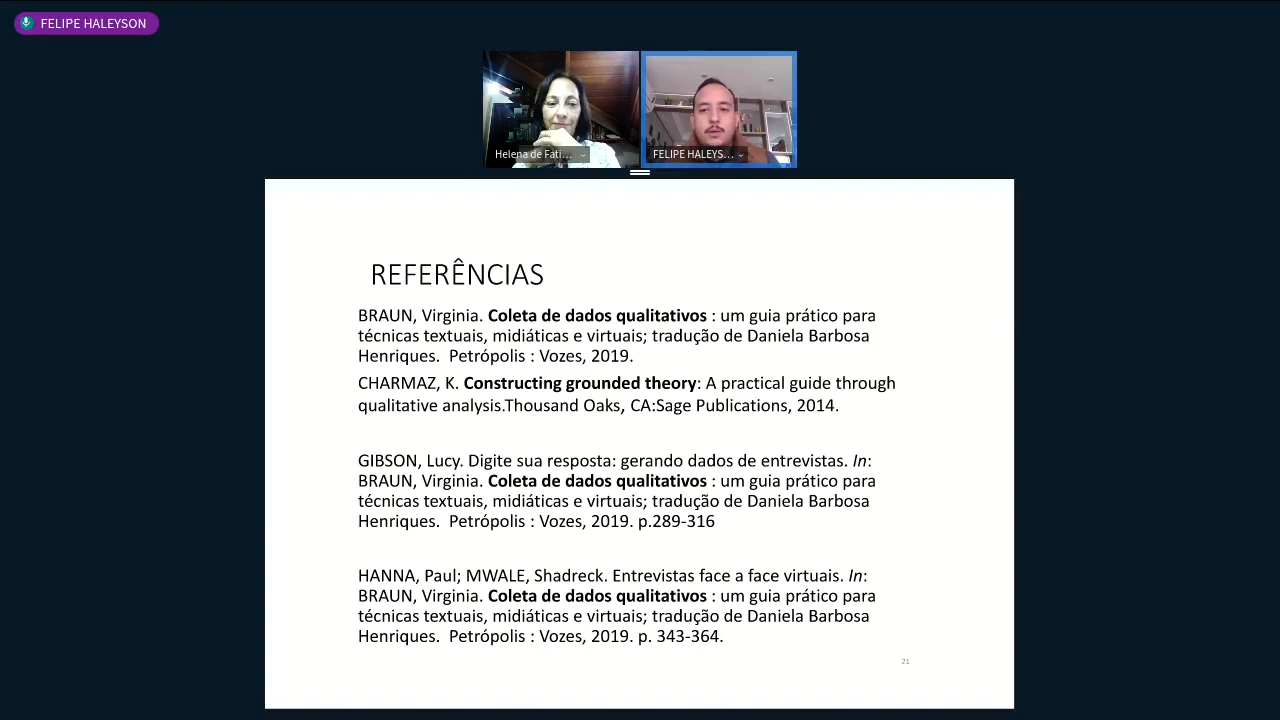 FELIPE HALEYSON
Helena de Fáti...
FELIPE HALEYS...
REFERÊNCIAS
BRAUN, Virginia. Coleta de dados qualitativos : um guia prático para
técnicas textuais, midiáticas e virtuais; tradução de Daniela Barbosa
Henriques. Petrópolis : Vozes, 2019.
CHARMAZ, K. Constructing grounded theory: A practical guide through
qualitative analysis.Thousand Oaks, CA:Sage Publications, 2014.
GIBSON, Lucy. Digite sua resposta: gerando dados de entrevistas. In:
BRAUN, Virginia. Coleta de dados qualitativos : um guia prático para
técnicas textuais, midiáticas e virtuais; tradução de Daniela Barbosa
Henriques. Petrópolis : Vozes, 2019. p.289-316
HANNA, Paul; MWALE, Shadreck. Entrevistas face a face virtuais. In:
BRAUN, Virginia. Coleta de dados qualitativos : um guia prático para
técnicas textuais, midiáticas e virtuais; tradução de Daniela Barbosa
Henriques. Petrópolis : Vozes, 2019. p. 343-364.
21